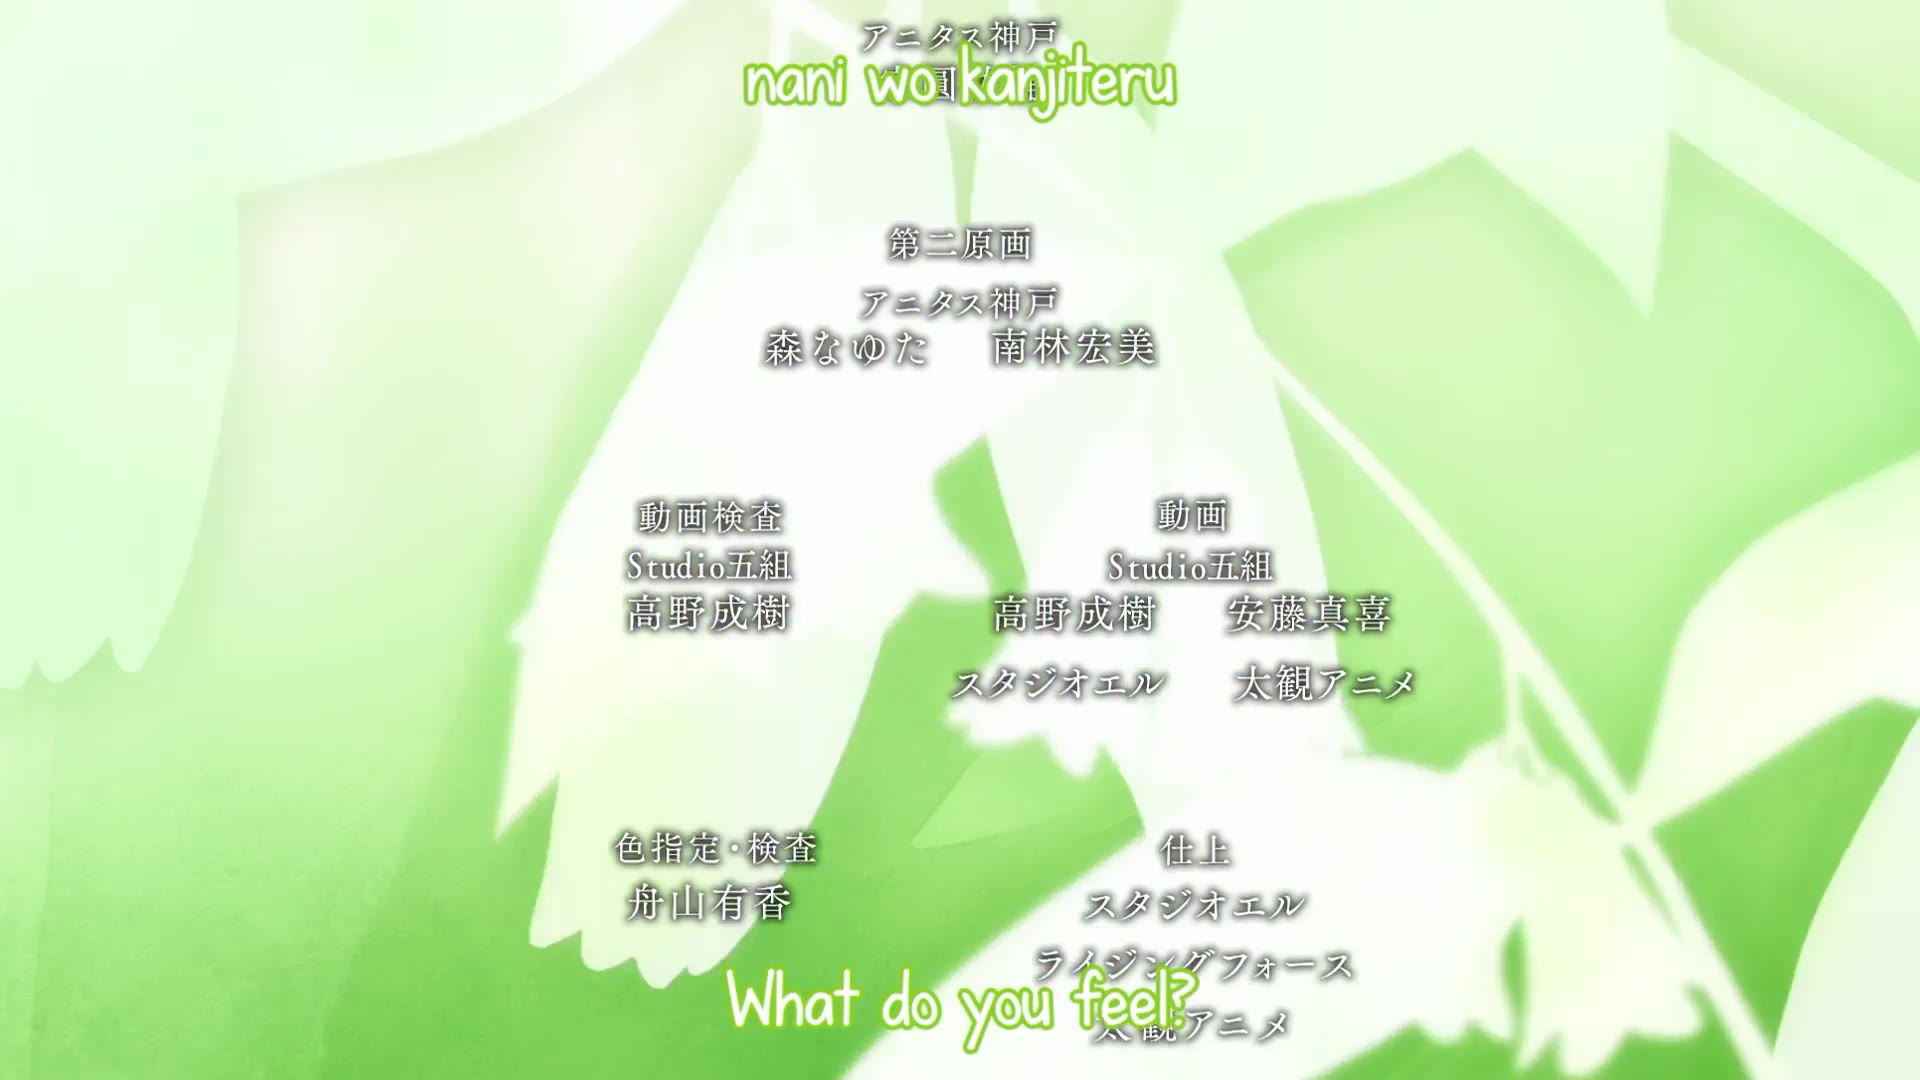 アニタス神戸
nani wo kanjiteru
第二原画
アニタス神戸
森なゆた 南林宏美
動画検査 動画
Studio五組 Studio五組
高野成樹 高野成樹 安藤真喜
スタジオエル 太観アニメ
色指定・検査 仕上
舟山有香 スタジオエル
ライジングフォース
What do you feel?
太観アニメ